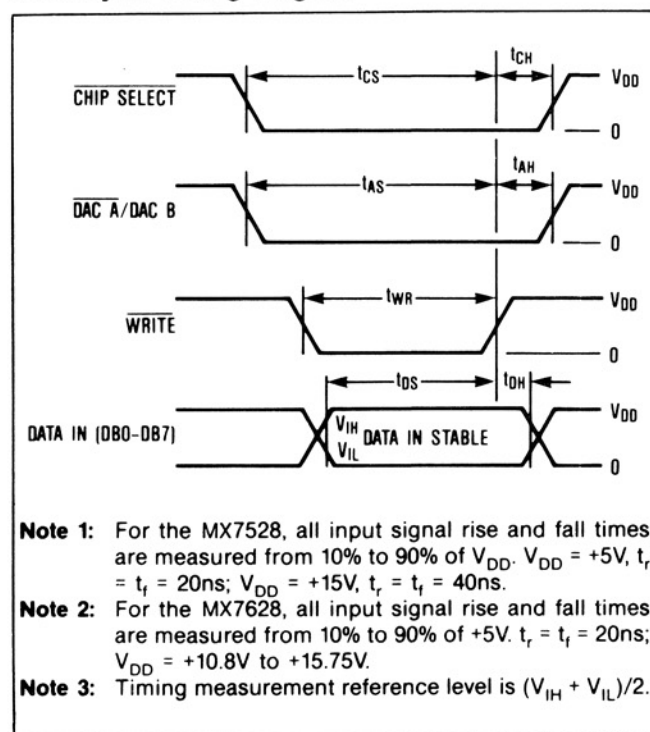 tCS
tCH
VDD
CHIP SELECT
0
tAS
tAH
VDD
DAC A/DAC B
0
tWR
VDD
WRITE
0
tDS
tDH
VDD
DATA IN (DB0-DB7)
VIH
VIL
DATA IN STABLE
0
Note 1: For the MX7528, all input signal rise and fall times
are measured from 10% to 90% of VDD. VDD = +5V, tr
= tf = 20ns; VDD = +15V, tr = tf = 40ns.
Note 2: For the MX7628, all input signal rise and fall times
are measured from 10% to 90% of +5V. tr = tf = 20ns;
VDD = +10.8V to +15.75V.
Note 3: Timing measurement reference level is (VIH + VIL)/2.